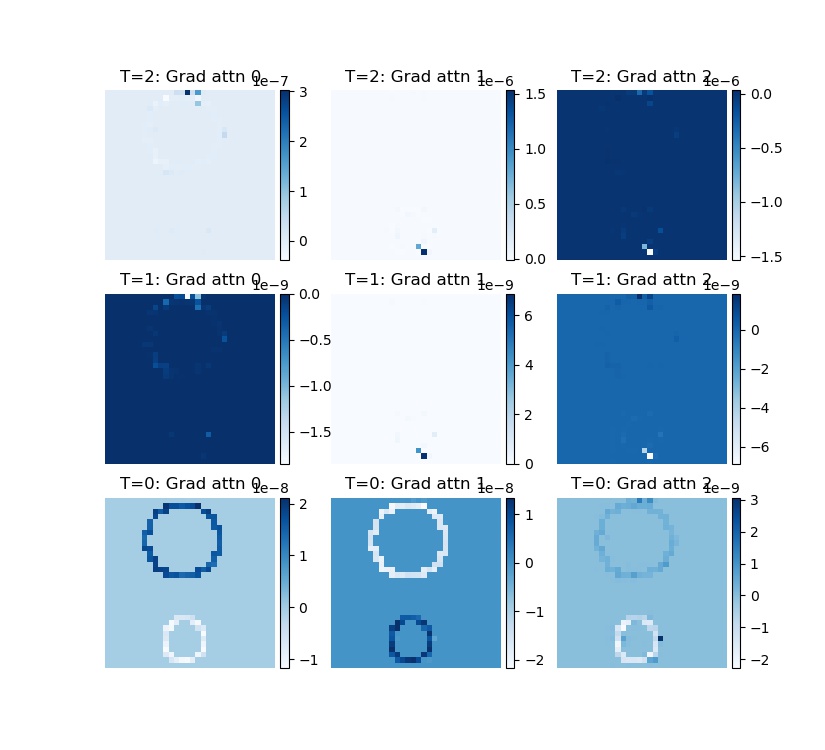 T=2: Grad attn 0
1e−7
T=2: Grad attn 1
1e−6
T=2: Grad attn 2
1e−6
3
2
1
0
1.5
1.0
0.5
0.0
0.0
−0.5
−1.0
−1.5
T=1: Grad attn 0
1e−9
T=1: Grad attn 1
1e−9
T=1: Grad attn 2
1e−9
0.0
−0.5
−1.0
−1.5
6
4
2
0
0
−2
−4
−6
T=0: Grad attn 0
1e−8
T=0: Grad attn 1
1e−8
T=0: Grad attn 2
1e−9
2
1
0
−1
1
0
−1
−2
3
2
1
0
−1
−2